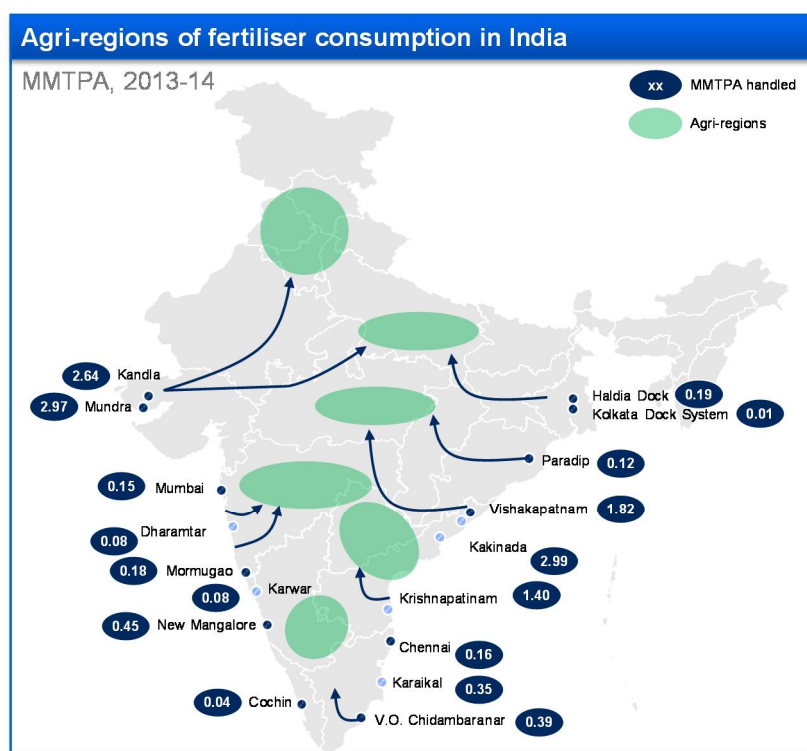 Agri-regions of fertiliser consumption in India
MMTPA, 2013-14
xx MMTPA handled
Agri-regions
2.64 Kandla
2.97 Mundra
Haldia Dock 0.19
Kolkata Dock System 0.01
Paradip 0.12
0.15 Mumbai
Vishakapatnam 1.82
0.08 Dharamtar
Kakinada 2.99
0.18 Mormugao
0.08 Karwar
Krishnapatinam 1.40
0.45 New Mangalore
Chennai 0.16
Karaikal 0.35
0.04 Cochin
V.O. Chidambaranar 0.39